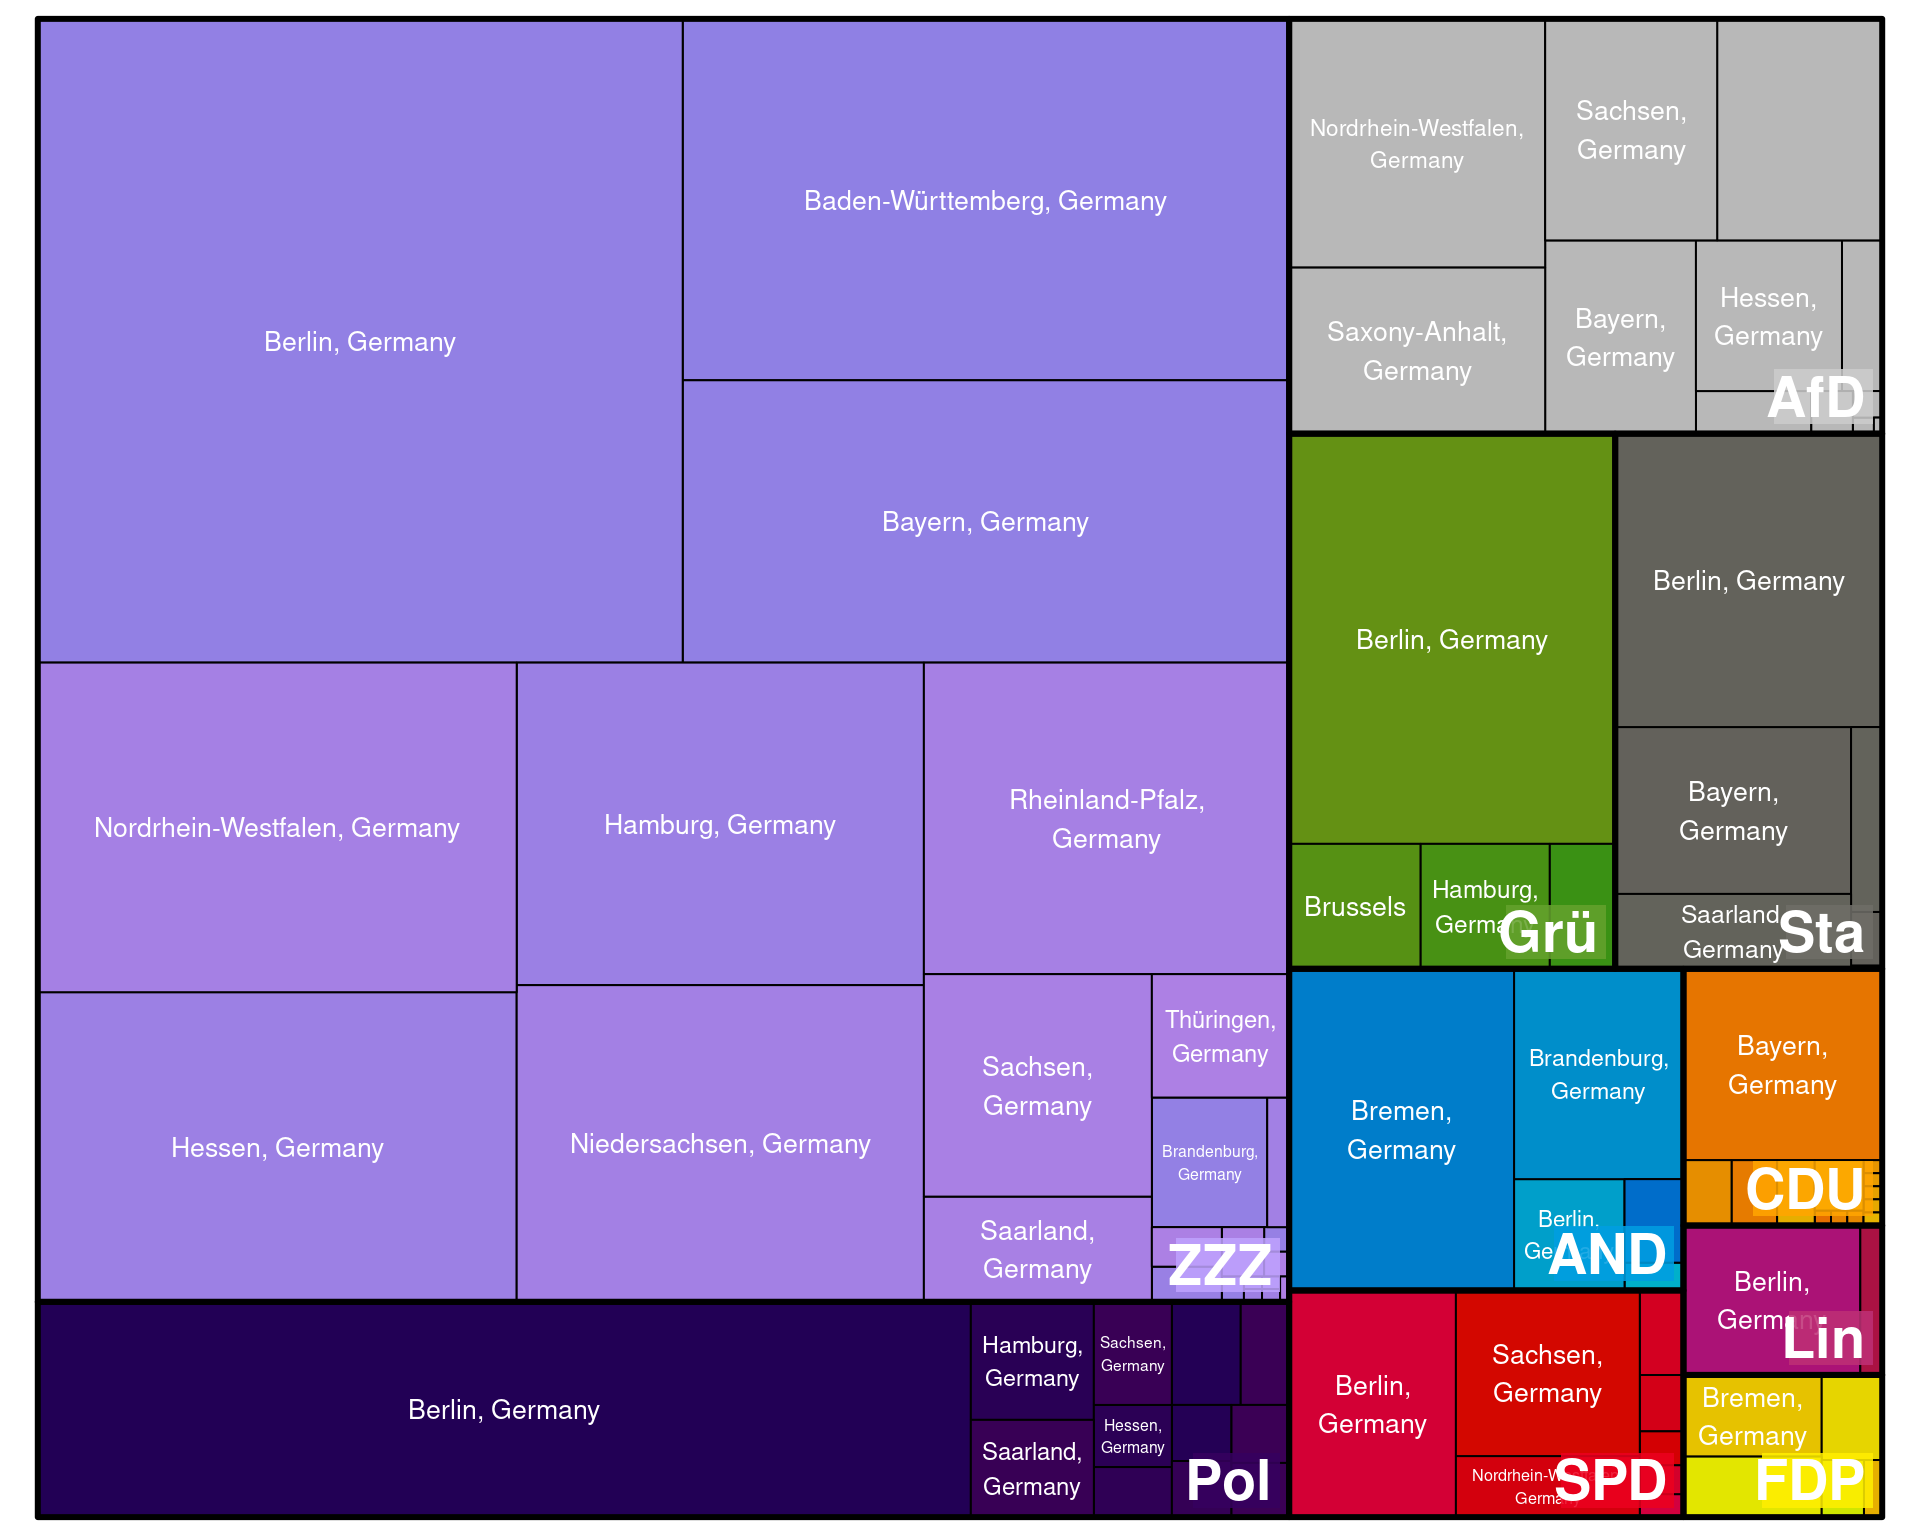 Berlin, Germany
Baden-Württemberg, Germany
Bayern, Germany
Nordrhein-Westfalen, Germany
Hamburg, Germany
Rheinland-Pfalz,
Germany
Hessen, Germany
Niedersachsen, Germany
Sachsen,
Germany
Thüringen,
Germany
Brandenburg,
Germany
Saarland,
Germany
ZZZ
Berlin, Germany
Hamburg,
Germany
Saarland,
Germany
Sachsen,
Germany
Hessen,
Germany
Pol
Nordrhein-Westfalen,
Germany
Saxony-Anhalt,
Germany
Sachsen,
Germany
Bayern,
Germany
Hessen,
Germany
AfD
Berlin, Germany
Brussels
Hamburg,
Germany
Grü
Berlin, Germany
Bayern,
Germany
Saarland
Germany
Sta
Bremen,
Germany
Brandenburg,
Germany
Berlin,
AND
Bayern,
Germany
CDU
Berlin,
Germany
Lin
Berlin,
Germany
Sachsen,
Germany
SPD
Bremen,
Germany
FDP